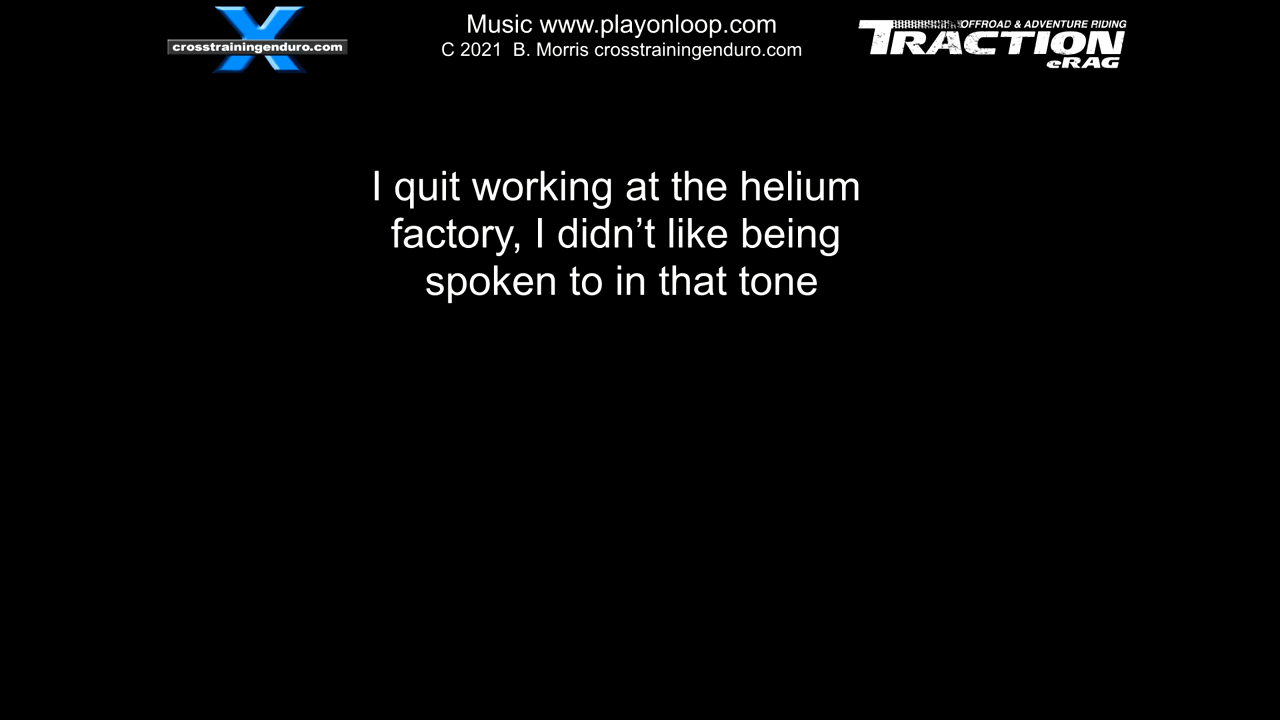 Music www.playonloop.com
C 2021  B. Morris crosstrainingenduro.com
crosstrainingenduro.com
OFFROAD & ADVENTURE RIDING
TRACTION
eRAG
I quit working at the helium
factory, I didn’t like being
spoken to in that tone